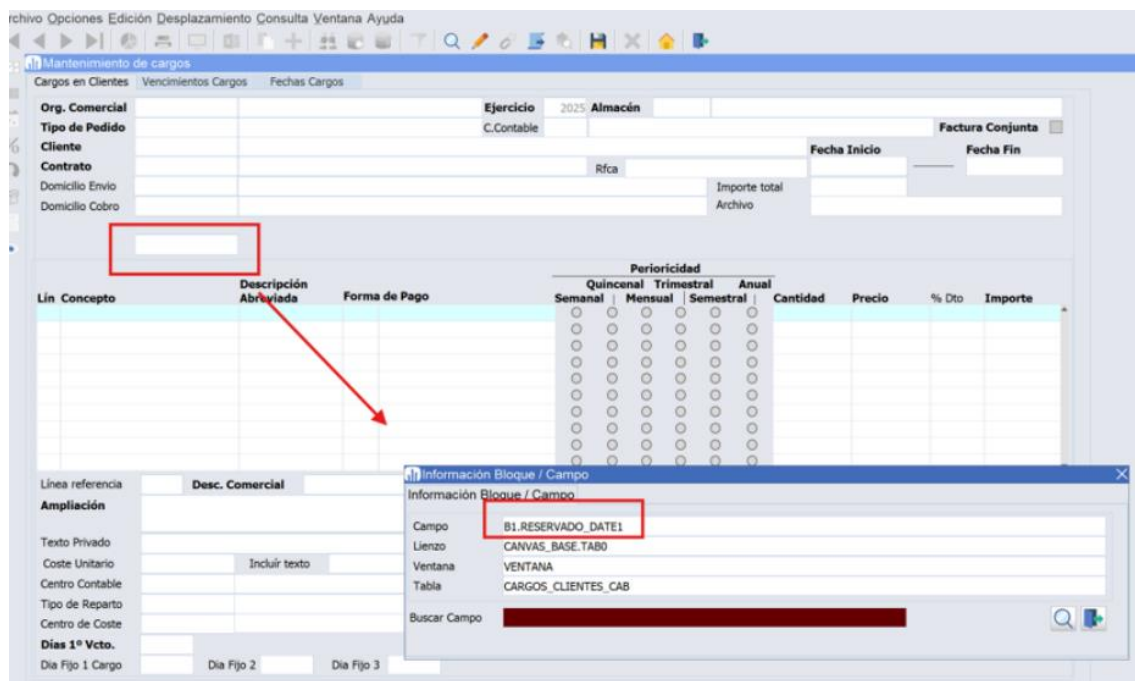 rchivo Opciones Edición Desplazamiento Consulta Ventana Ayuda
Mantenimiento de cargos
Cargos en Clientes Vencimientos Cargos Fechas Cargos
Org. Comercial Ejercicio 2025 Almacén
Tipo de Pedido C.Contable Factura Conjunta
Cliente Fecha Inicio Fecha Fin
Contrato Rfca
Domicilio Envio Importe total
Domicilio Cobro Archivo
Perioricidad
Descripción Quincenal Trimestral Anual
Lín Concepto Abreviada Forma de Pago Semanal | Mensual | Semestral | Cantidad Precio % Dto Importe
Línea referencia Desc. Comercial
Ampliación
Texto Privado
Coste Unitario Incluír texto
Centro Contable
Tipo de Reparto
Centro de Coste
Días 1º Vcto.
Dia Fijo 1 Cargo Dia Fijo 2 Dia Fijo 3
Información Bloque / Campo
Información Bloque / Campo
Campo B1.RESERVADO_DATE1
Lienzo CANVAS_BASE.TAB0
Ventana VENTANA
Tabla CARGOS_CLIENTES_CAB
Buscar Campo